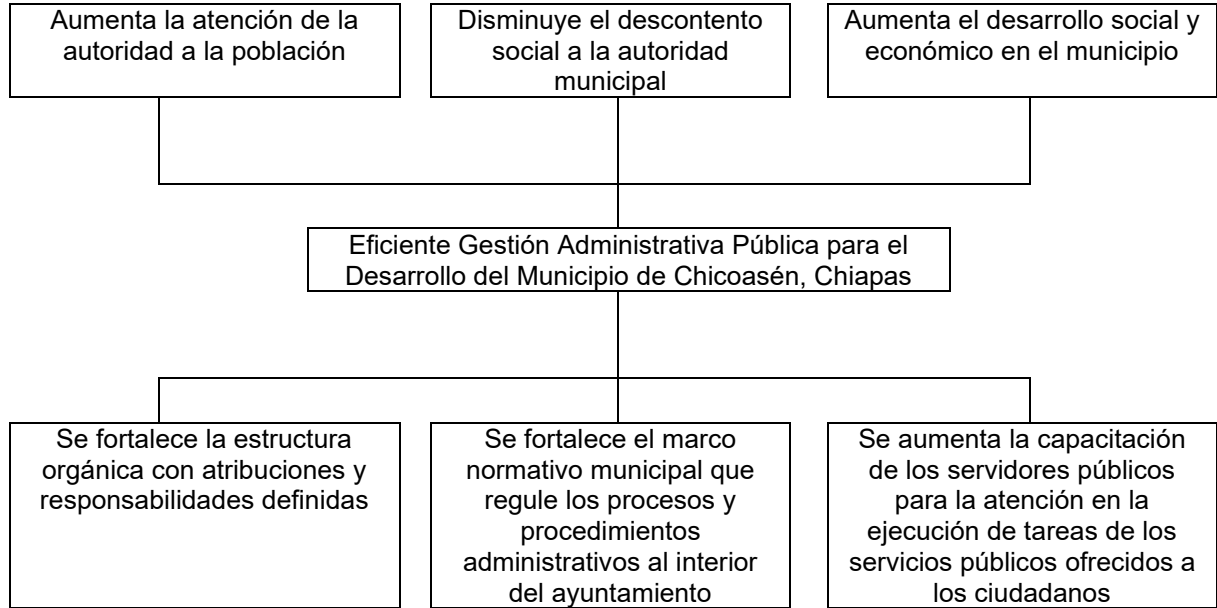 Aumenta la atención de la
autoridad a la población
Disminuye el descontento
social a la autoridad
municipal
Aumenta el desarrollo social y
económico en el municipio
Eficiente Gestión Administrativa Pública para el
Desarrollo del Municipio de Chicoasén, Chiapas
Se fortalece la estructura
orgánica con atribuciones y
responsabilidades definidas
Se fortalece el marco
normativo municipal que
regule los procesos y
procedimientos
administrativos al interior
del ayuntamiento
Se aumenta la capacitación
de los servidores públicos
para la atención en la
ejecución de tareas de los
servicios públicos ofrecidos a
los ciudadanos